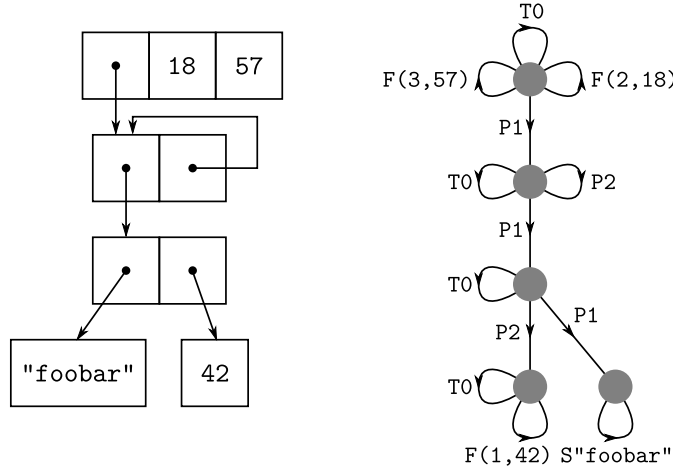 18 57
"foobar" 42
T0
F(3,57) F(2,18)
P1
T0 P2
P1
T0
P2 P1
T0
F(1,42) S"foobar"